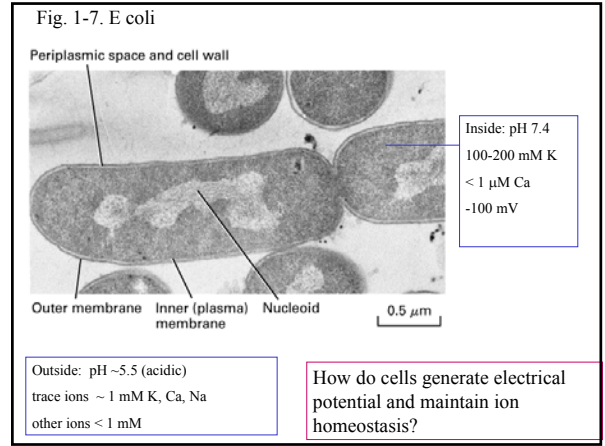 Fig. 1-7. E coli
Periplasmic space and cell wall
Inside: pH 7.4
100-200 mM K
< 1 μM Ca
-100 mV
Outer membrane
Inner (plasma)
membrane
Nucleoid
0.5 μm
Outside: pH ~5.5 (acidic)
trace ions ~ 1 mM K, Ca, Na
other ions < 1 mM
How do cells generate electrical
potential and maintain ion
homeostasis?